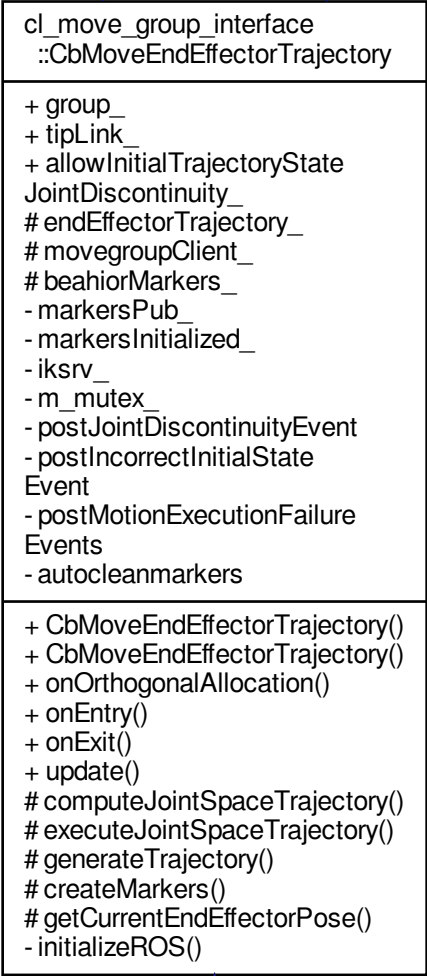 cl_move_group_interface
::CbMoveEndEffectorTrajectory
+ group_
+ tipLink_
+ allowInitialTrajectoryState
JointDiscontinuity_
# endEffectorTrajectory_
# movegroupClient_
# beahiorMarkers_
- markersPub_
- markersInitialized_
- iksrv_
- m_mutex_
- postJointDiscontinuityEvent
- postIncorrectInitialState
Event
- postMotionExecutionFailure
Events
- autocleanmarkers
+ CbMoveEndEffectorTrajectory()
+ CbMoveEndEffectorTrajectory()
+ onOrthogonalAllocation()
+ onEntry()
+ onExit()
+ update()
# computeJointSpaceTrajectory()
# executeJointSpaceTrajectory()
# generateTrajectory()
# createMarkers()
# getCurrentEndEffectorPose()
- initializeROS()